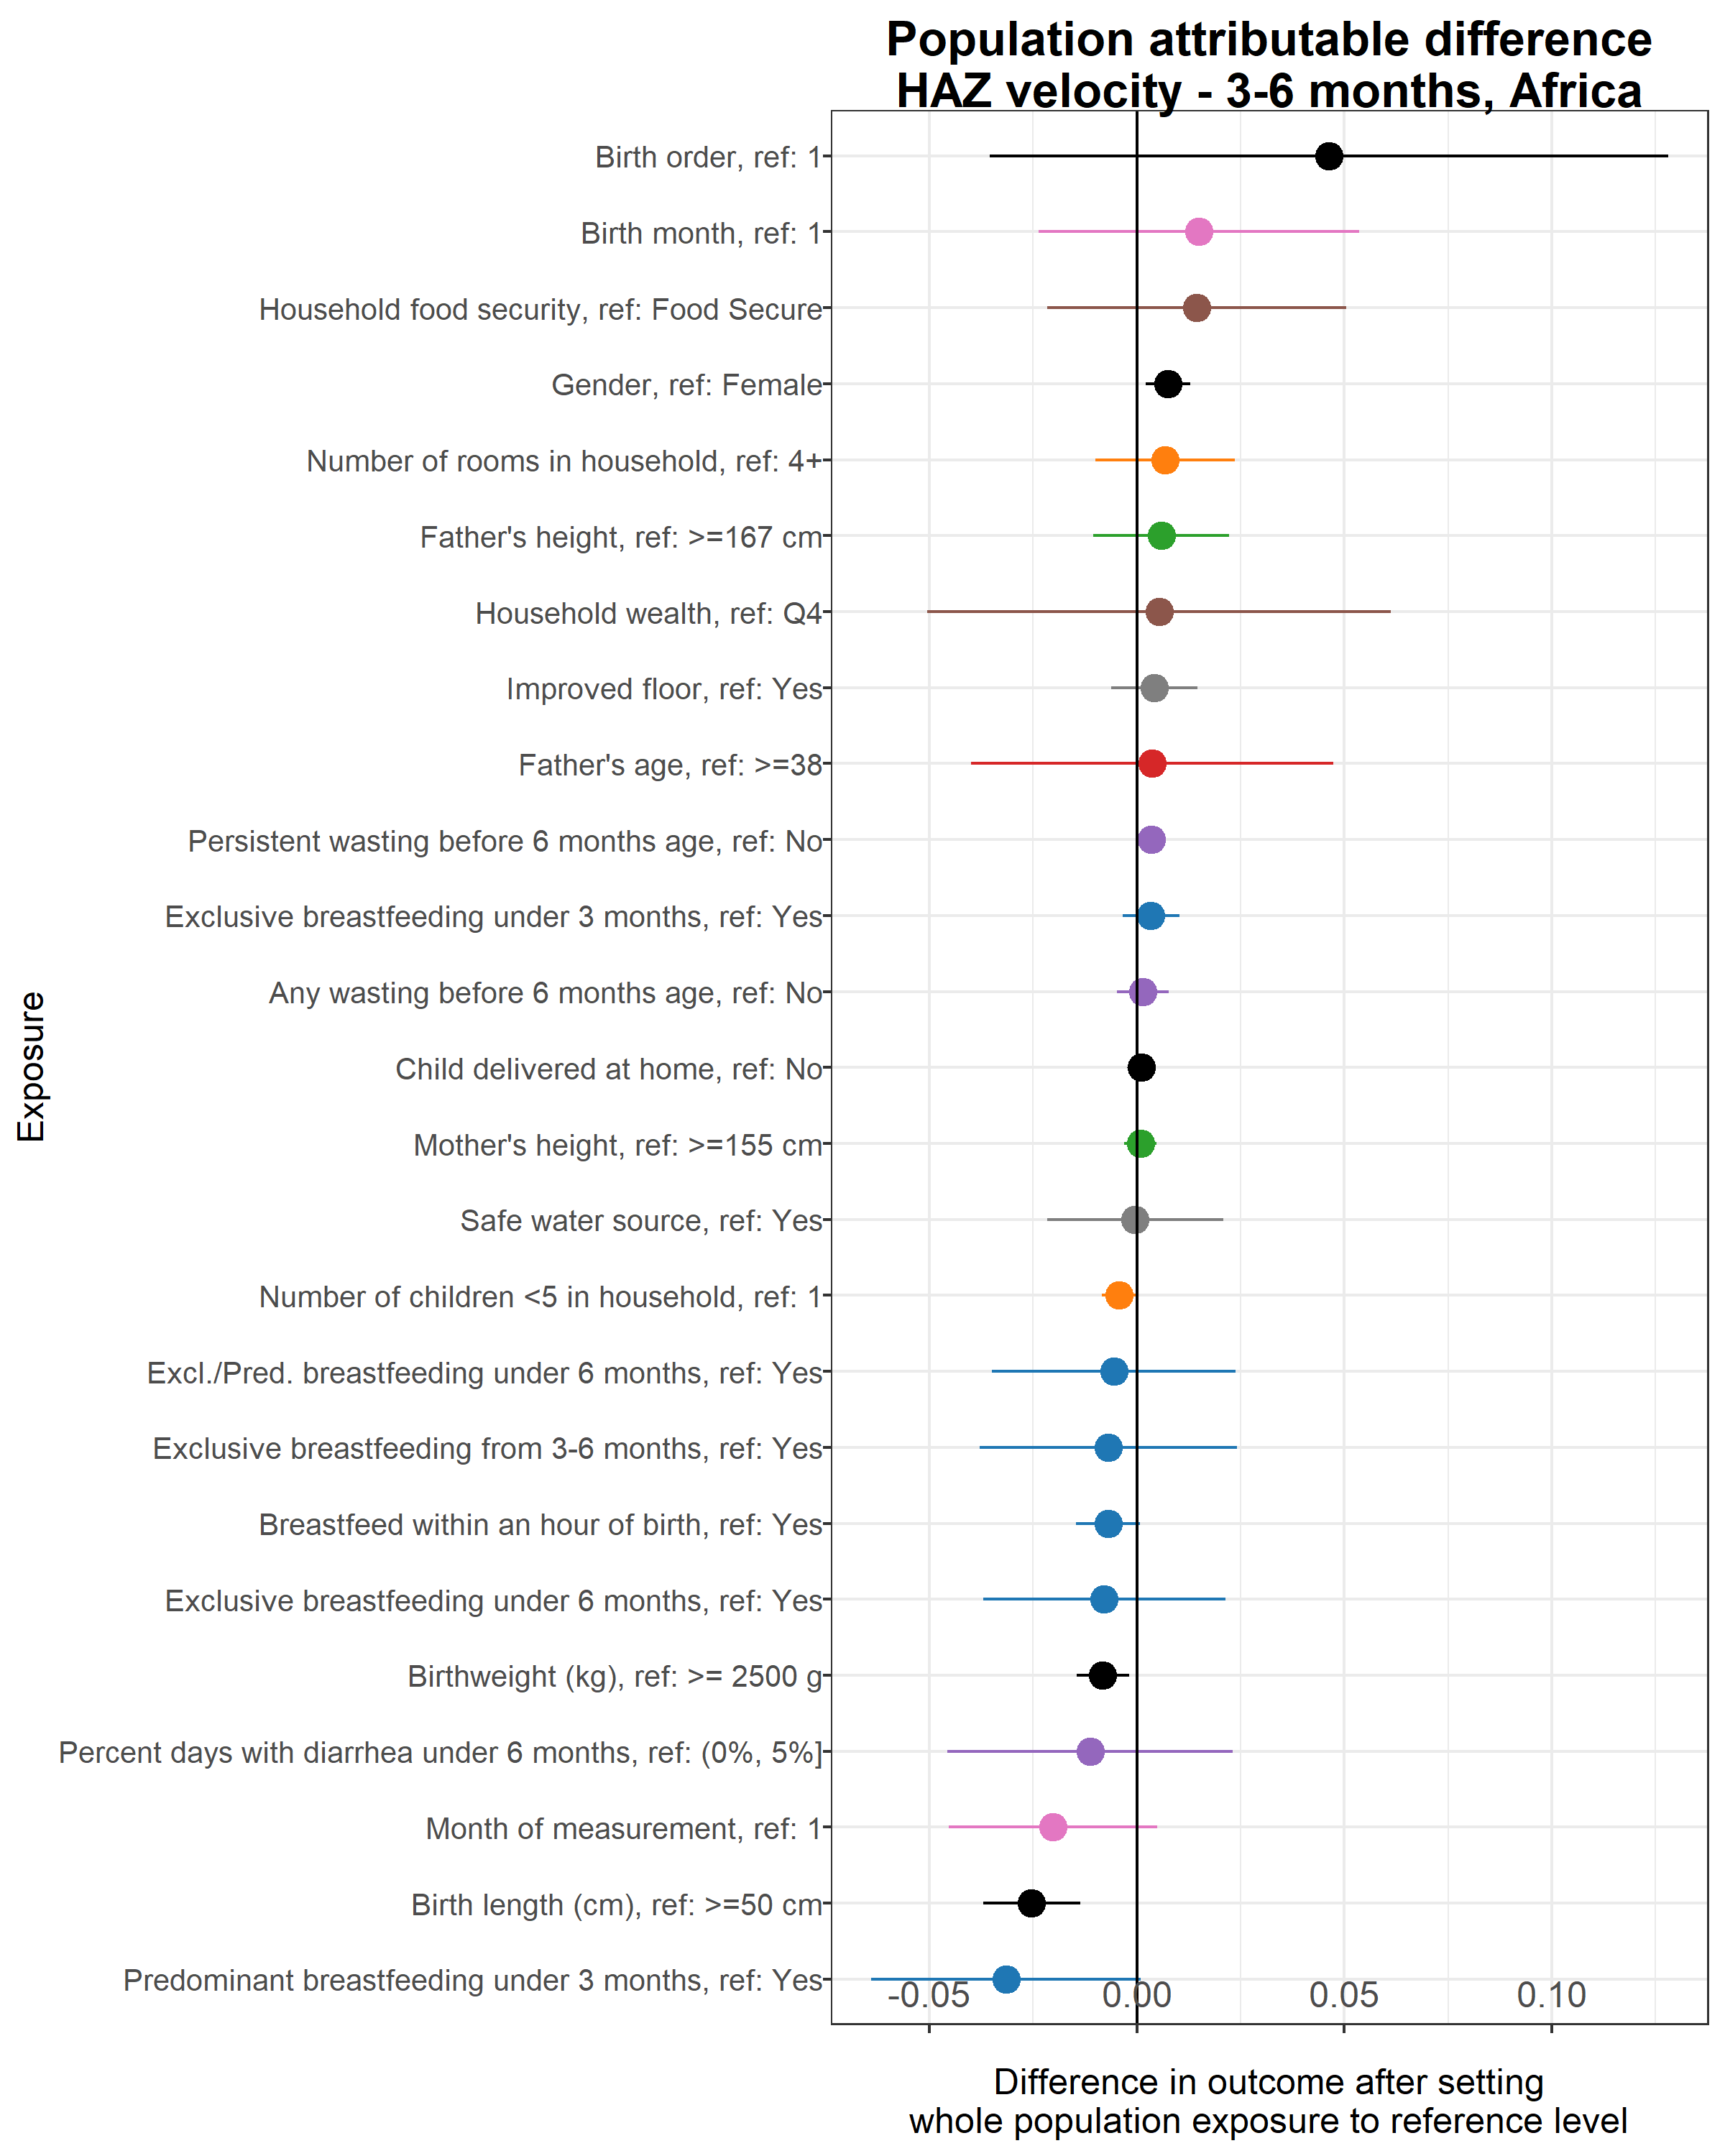 Population attributable difference
HAZ velocity - 3-6 months, Africa
Birth order, ref: 1
Birth month, ref: 1
Household food security, ref: Food Secure
Gender, ref: Female
Number of rooms in household, ref: 4+
Father's height, ref: >=167 cm
Household wealth, ref: Q4
Improved floor, ref: Yes
Father's age, ref: >=38
Persistent wasting before 6 months age, ref: No
Exclusive breastfeeding under 3 months, ref: Yes
Any wasting before 6 months age, ref: No
Child delivered at home, ref: No
Mother's height, ref: >=155 cm
Safe water source, ref: Yes
Number of children <5 in household, ref: 1
Excl./Pred. breastfeeding under 6 months, ref: Yes
Exclusive breastfeeding from 3-6 months, ref: Yes
Breastfeed within an hour of birth, ref: Yes
Exclusive breastfeeding under 6 months, ref: Yes
Birthweight (kg), ref: >= 2500 g
Percent days with diarrhea under 6 months, ref: (0%, 5%]
Month of measurement, ref: 1
Birth length (cm), ref: >=50 cm
Predominant breastfeeding under 3 months, ref: Yes
Exposure
-0.05 0.00 0.05 0.10
Difference in outcome after setting
whole population exposure to reference level